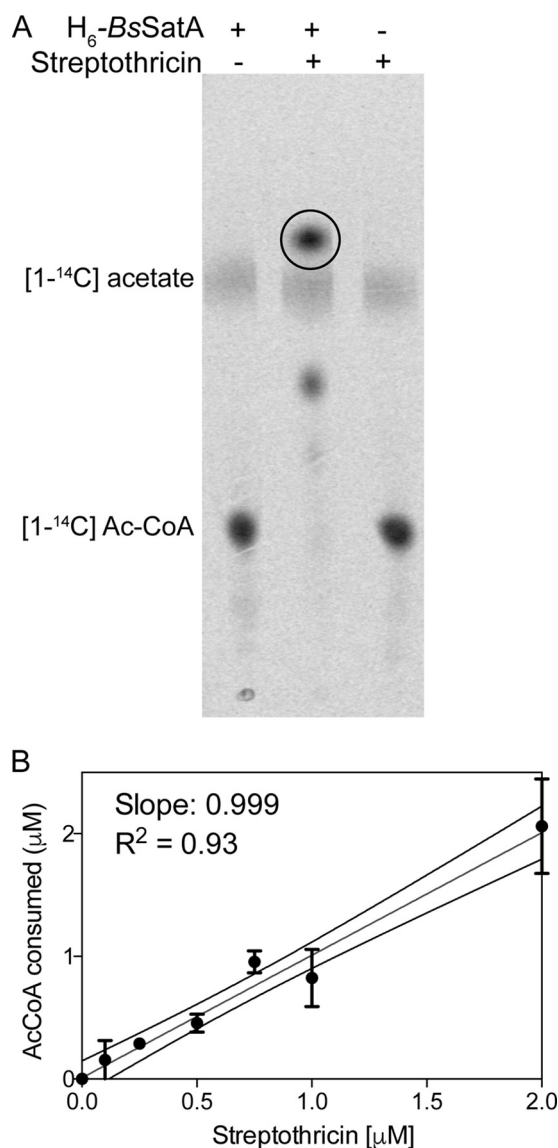 A
H₆-BsSatA + + -
Streptothricin - + +
[1-¹⁴C] acetate
[1-¹⁴C] Ac-CoA
B
Slope: 0.999
R² = 0.93
AcCoA consumed (μM)
2
1
0
0.0 0.5 1.0 1.5 2.0
Streptothricin [μM]